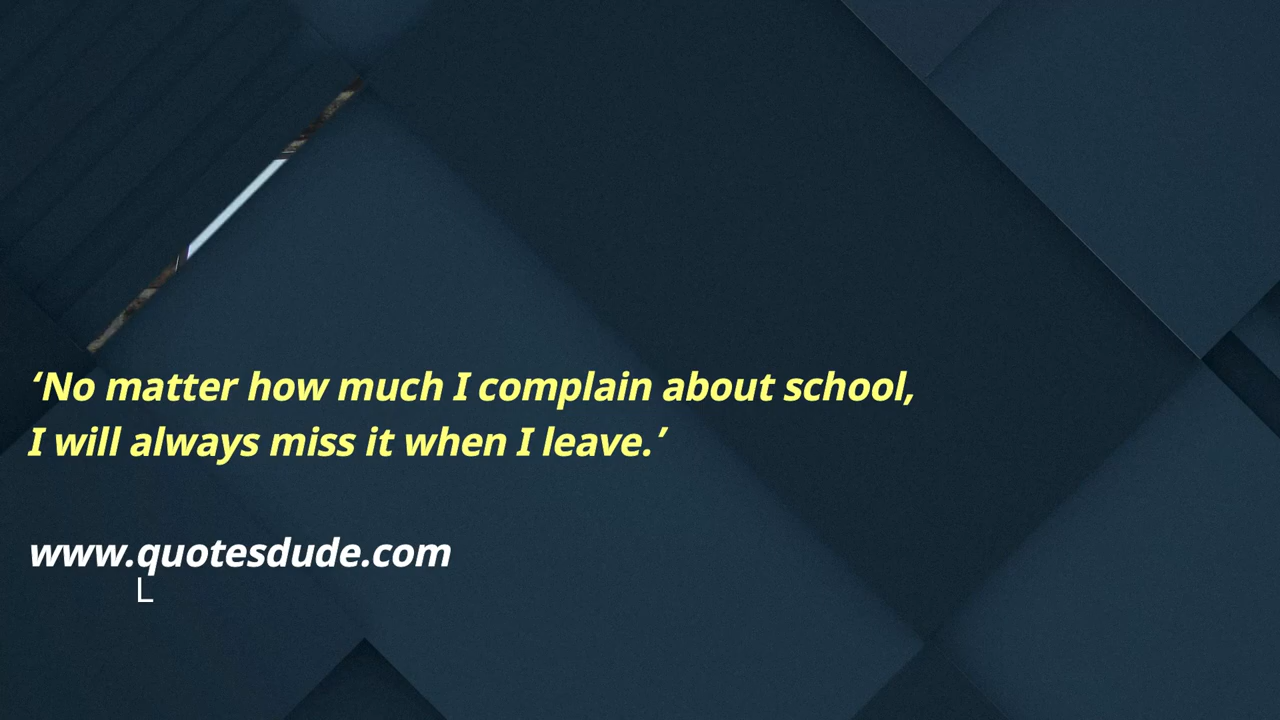 ‘No matter how much I complain about school,
I will always miss it when I leave.’
www.quotesdude.com